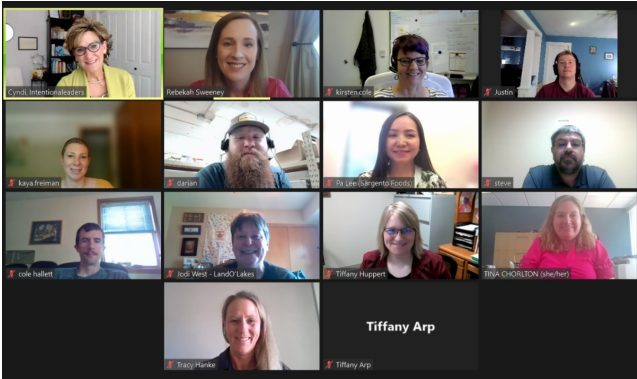 Cyndi, Intentionaleaders
Rebekah Sweeney
kirsten.cole
Justin
kaya.freiman
darian
Pa Lee (Sargento Foods)
steve
cole hallett
Jodi West - LandO'Lakes
Tiffany Huppert
TINA CHORLTON (she/her)
Tracy Hanke
Tiffany Arp
Tiffany Arp